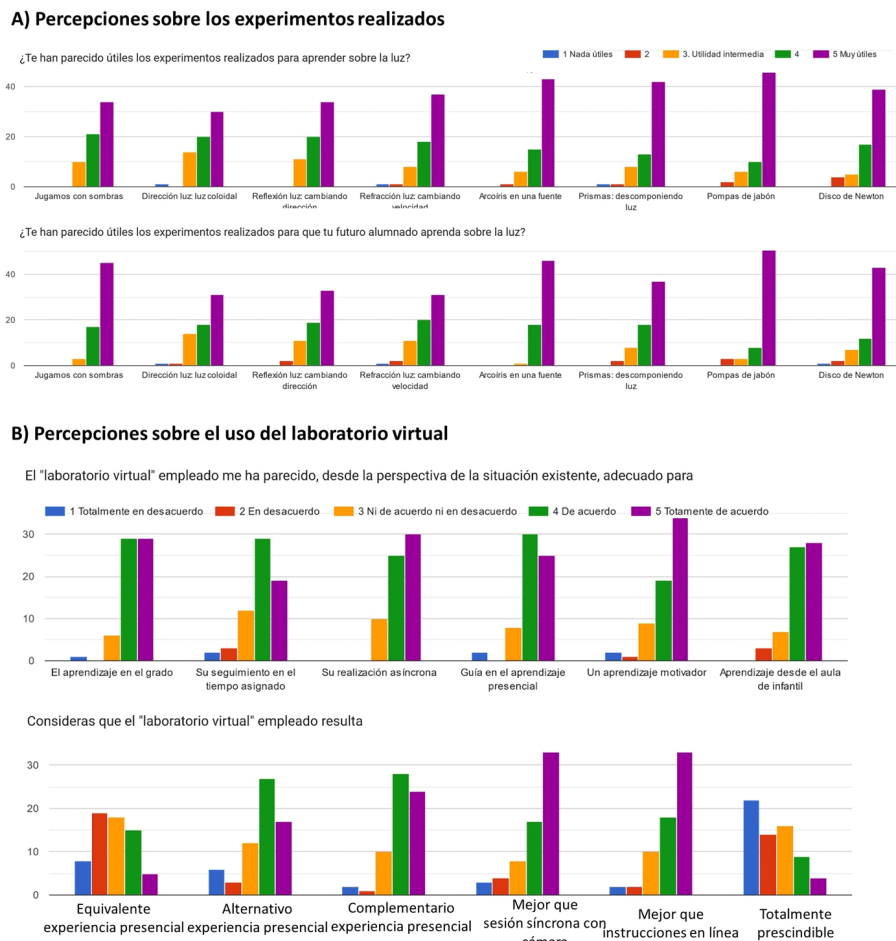 A) Percepciones sobre los experimentos realizados
¿Te han parecido útiles los experimentos realizados para aprender sobre la luz?
1 Nada útiles 2 3. Utilidad intermedia 4 5 Muy útiles
40
20
0
Jugamos con sombras Dirección luz: luz coloidal Reflexión luz: cambiando Refracción luz: cambiando Arcoíris en una fuente Prismas: descomponiendo Pompas de jabón Disco de Newton
dirección velocidad luz
¿Te han parecido útiles los experimentos realizados para que tu futuro alumnado aprenda sobre la luz?
40
20
0
Jugamos con sombras Dirección luz: luz coloidal Reflexión luz: cambiando Refracción luz: cambiando Arcoíris en una fuente Prismas: descomponiendo Pompas de jabón Disco de Newton
dirección velocidad luz
B) Percepciones sobre el uso del laboratorio virtual
El "laboratorio virtual" empleado me ha parecido, desde la perspectiva de la situación existente, adecuado para
1 Totalmente en desacuerdo 2 En desacuerdo 3 Ni de acuerdo ni en desacuerdo 4 De acuerdo 5 Totamente de acuerdo
30
20
10
0
El aprendizaje en el grado Su seguimiento en el Su realización asíncrona Guía en el aprendizaje Un aprendizaje motivador Aprendizaje desde el aula
tiempo asignado presencial de infantil
Consideras que el "laboratorio virtual" empleado resulta
30
20
10
0
Equivalente Alternativo Complementario Mejor que Mejor que Totalmente
experiencia presencial experiencia presencial experiencia presencial sesión síncrona con instrucciones en línea prescindible
cámara